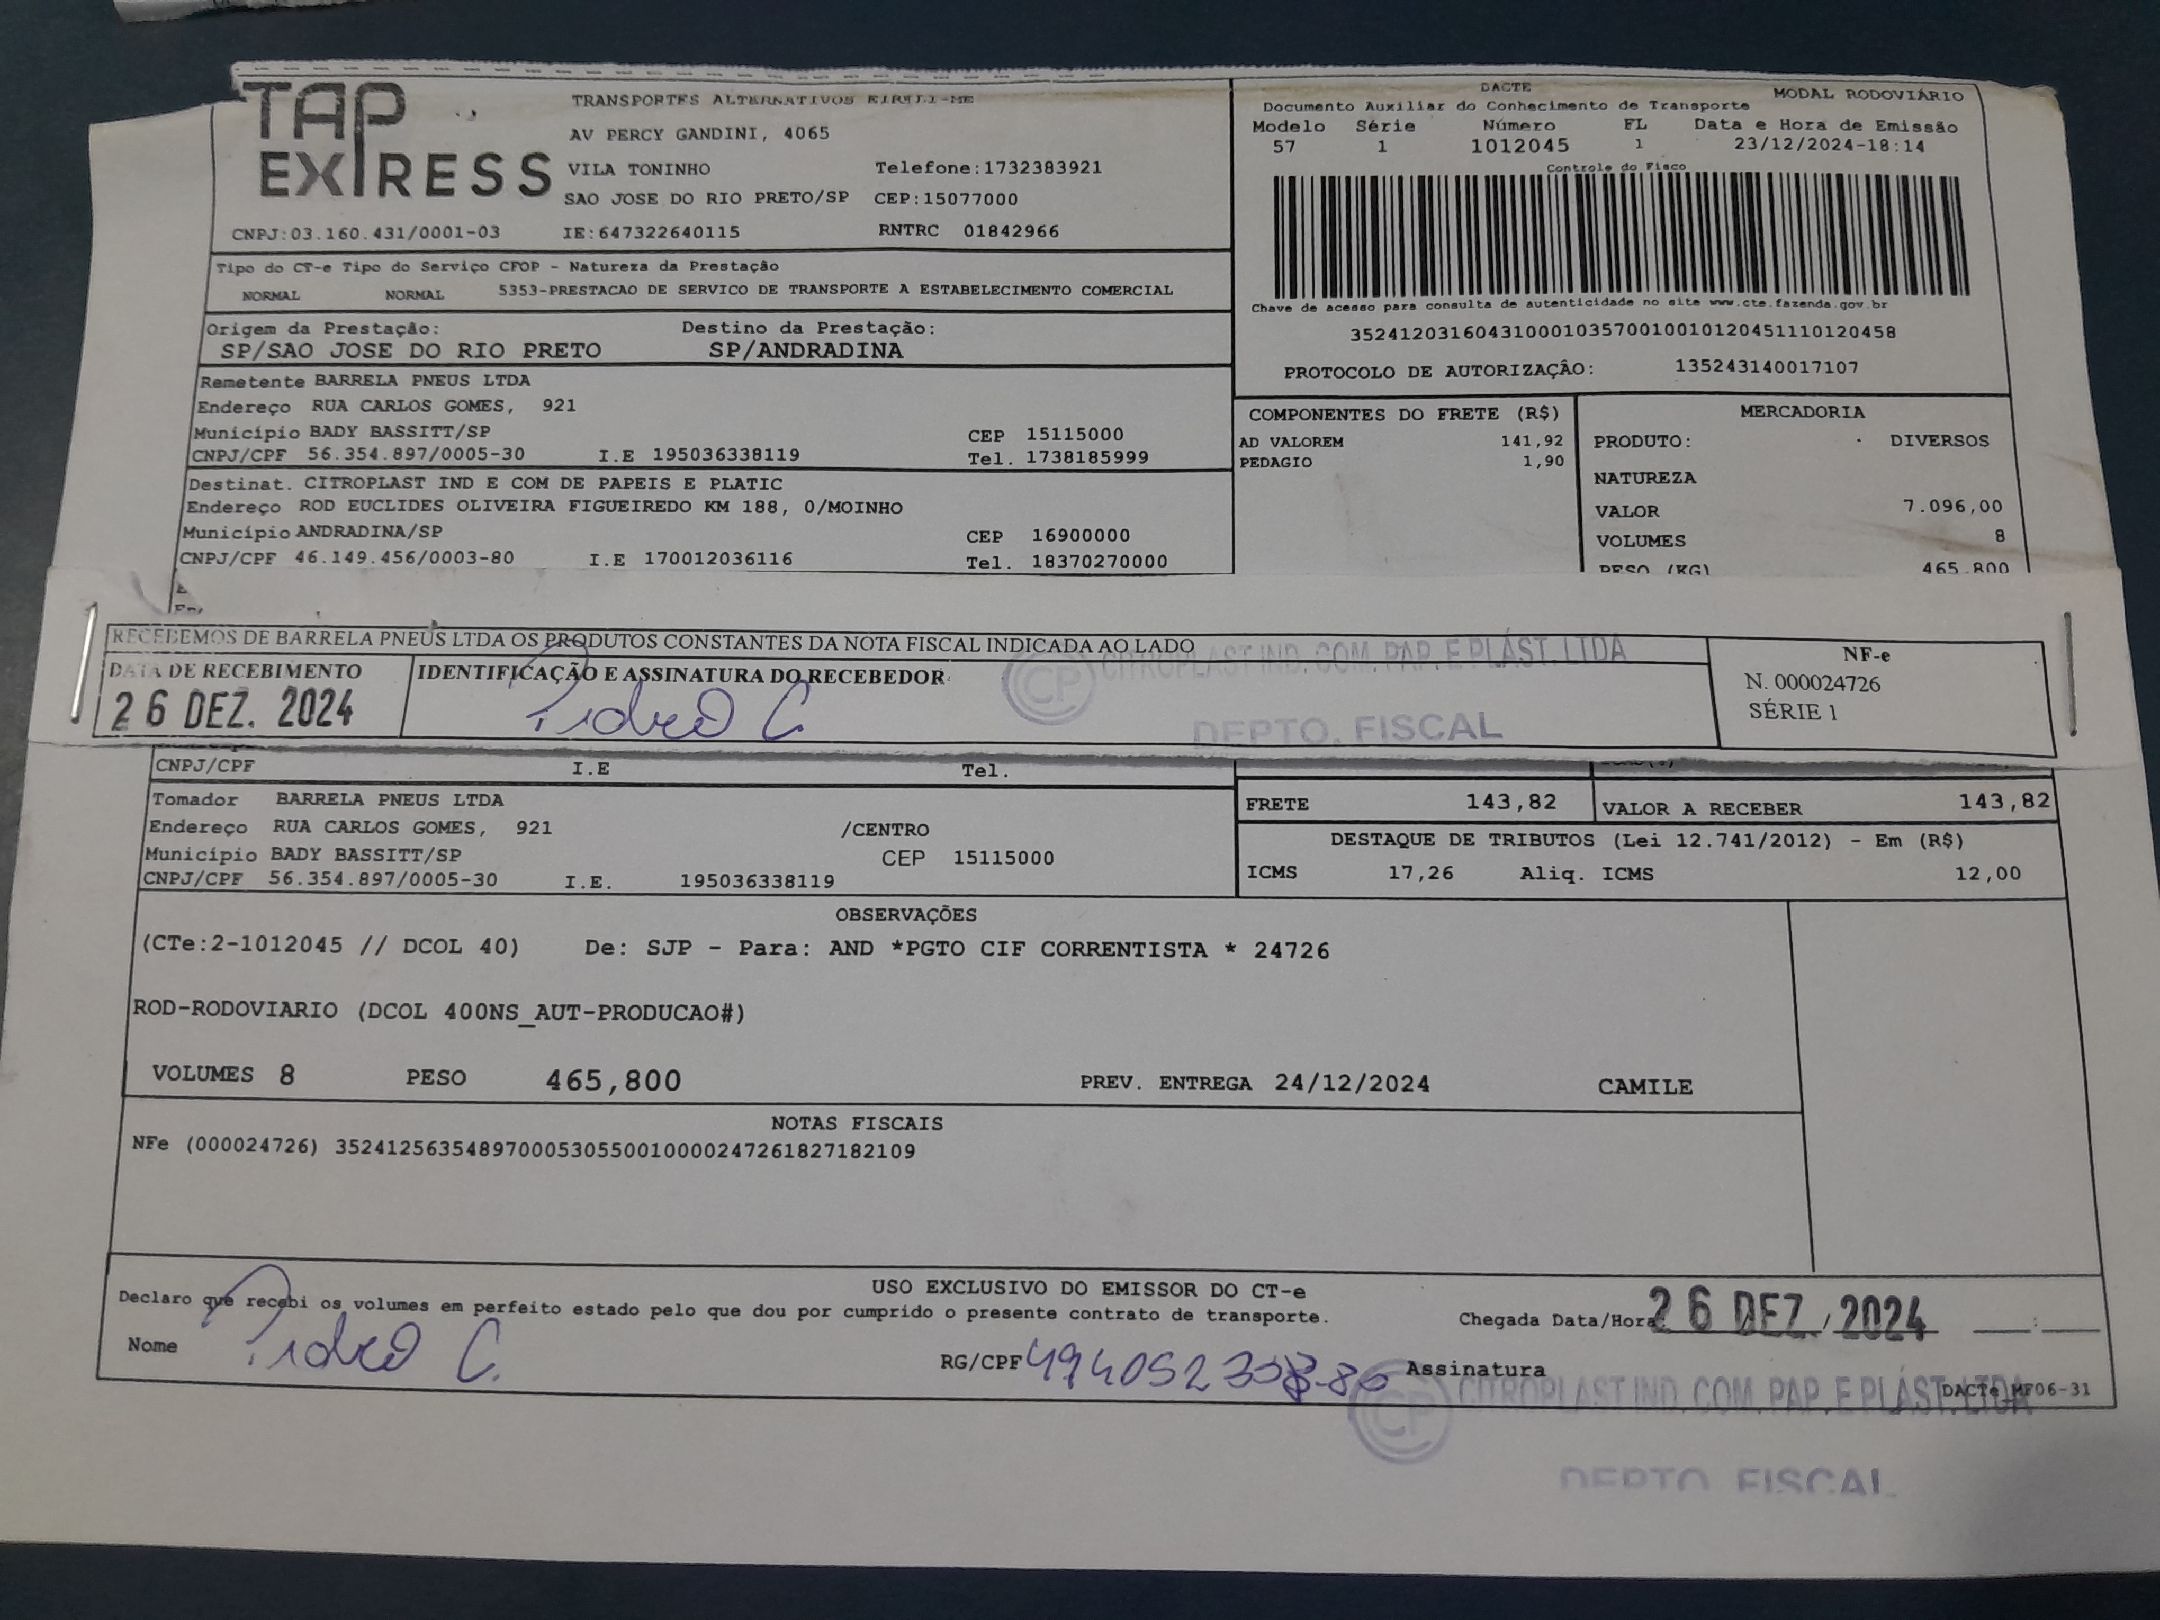 TAP EXPRESS
TRANSPORTES ALTERNATIVOS EIRELI-ME
AV PERCY GANDINI, 4065
VILA TONINHO Telefone:1732383921
SAO JOSE DO RIO PRETO/SP CEP:15077000
CNPJ:03.160.431/0001-03 IE:647322640115 RNTRC 01842966
DACTE
Documento Auxiliar do Conhecimento de Transporte MODAL RODOVIÁRIO
Modelo Série Número FL Data e Hora de Emissão
57 1 1012045 1 23/12/2024-18:14
Controle do Fisco
Chave de acesso para consulta de autenticidade no site www.cte.fazenda.gov.br
35241203160431000103570010010120451110120458
PROTOCOLO DE AUTORIZAÇÃO: 135243140017107
Tipo do CT-e Tipo do Serviço CFOP - Natureza da Prestação
NORMAL NORMAL 5353-PRESTACAO DE SERVICO DE TRANSPORTE A ESTABELECIMENTO COMERCIAL
Origem da Prestação: Destino da Prestação:
SP/SAO JOSE DO RIO PRETO SP/ANDRADINA
Remetente BARRELA PNEUS LTDA
Endereço RUA CARLOS GOMES, 921
Município BADY BASSITT/SP CEP 15115000
CNPJ/CPF 56.354.897/0005-30 I.E 195036338119 Tel. 1738185999
Destinat. CITROPLAST IND E COM DE PAPEIS E PLATIC
Endereço ROD EUCLIDES OLIVEIRA FIGUEIREDO KM 188, 0/MOINHO
Município ANDRADINA/SP CEP 16900000
CNPJ/CPF 46.149.456/0003-80 I.E 170012036116 Tel. 18370270000
COMPONENTES DO FRETE (R$)
AD VALOREM 141,92
PEDAGIO 1,90
MERCADORIA
PRODUTO: DIVERSOS
NATUREZA
VALOR 7.096,00
VOLUMES 8
PESO (KG) 465.800
RECEBEMOS DE BARRELA PNEUS LTDA OS PRODUTOS CONSTANTES DA NOTA FISCAL INDICADA AO LADO
DATA DE RECEBIMENTO IDENTIFICAÇÃO E ASSINATURA DO RECEBEDOR
26 DEZ. 2024 Pedro C.
CP CITROPLAST IND. COM. PAP. E PLÁST. LTDA
DEPTO. FISCAL
NF-e
N. 000024726
SÉRIE 1
CNPJ/CPF I.E Tel.
Tomador BARRELA PNEUS LTDA
Endereço RUA CARLOS GOMES, 921 /CENTRO
Município BADY BASSITT/SP CEP 15115000
CNPJ/CPF 56.354.897/0005-30 I.E. 195036338119
FRETE 143,82 VALOR A RECEBER 143,82
DESTAQUE DE TRIBUTOS (Lei 12.741/2012) - Em (R$)
ICMS 17,26 Aliq. ICMS 12,00
OBSERVAÇÕES
(CTe:2-1012045 // DCOL 40) De: SJP - Para: AND *PGTO CIF CORRENTISTA * 24726
ROD-RODOVIARIO (DCOL 400NS_AUT-PRODUCAO#)
VOLUMES 8 PESO 465,800 PREV. ENTREGA 24/12/2024 CAMILE
NOTAS FISCAIS
NFe (000024726) 35241256354897000530550010000247261827182109
USO EXCLUSIVO DO EMISSOR DO CT-e
Declaro que recebi os volumes em perfeito estado pelo que dou por cumprido o presente contrato de transporte. Chegada Data/Hora: 26 DEZ. / 2024
Nome Pedro C. RG/CPF Assinatura
CP CITROPLAST IND. COM. PAP. E PLÁST. LTDA
DACTe MF06-31
DEPTO. FISCAL